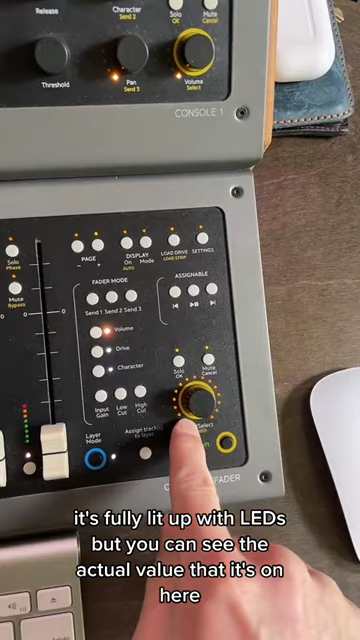 Release
Character
Send 2
Solo
OK
Mute
Cancel
Threshold
Pan
Send 3
Volume
Select
CONSOLE 1
Solo
Phase
Mute
Bypass
PAGE
DISPLAY
On
Mode
AUTO
LOAD DRIVE
LOAD STRIP
SETTINGS
FADER MODE
Send 1 Send 2 Send 3
ASSIGNABLE
Volume
Drive
Character
Solo
OK
Mute
Cancel
Input
Gain
Low
Cut
High
Cut
Layer
Mode
Assign track(s)
to layer
Select
FADER
it's fully lit up with LEDs
but you can see the
actual value that it's on
here